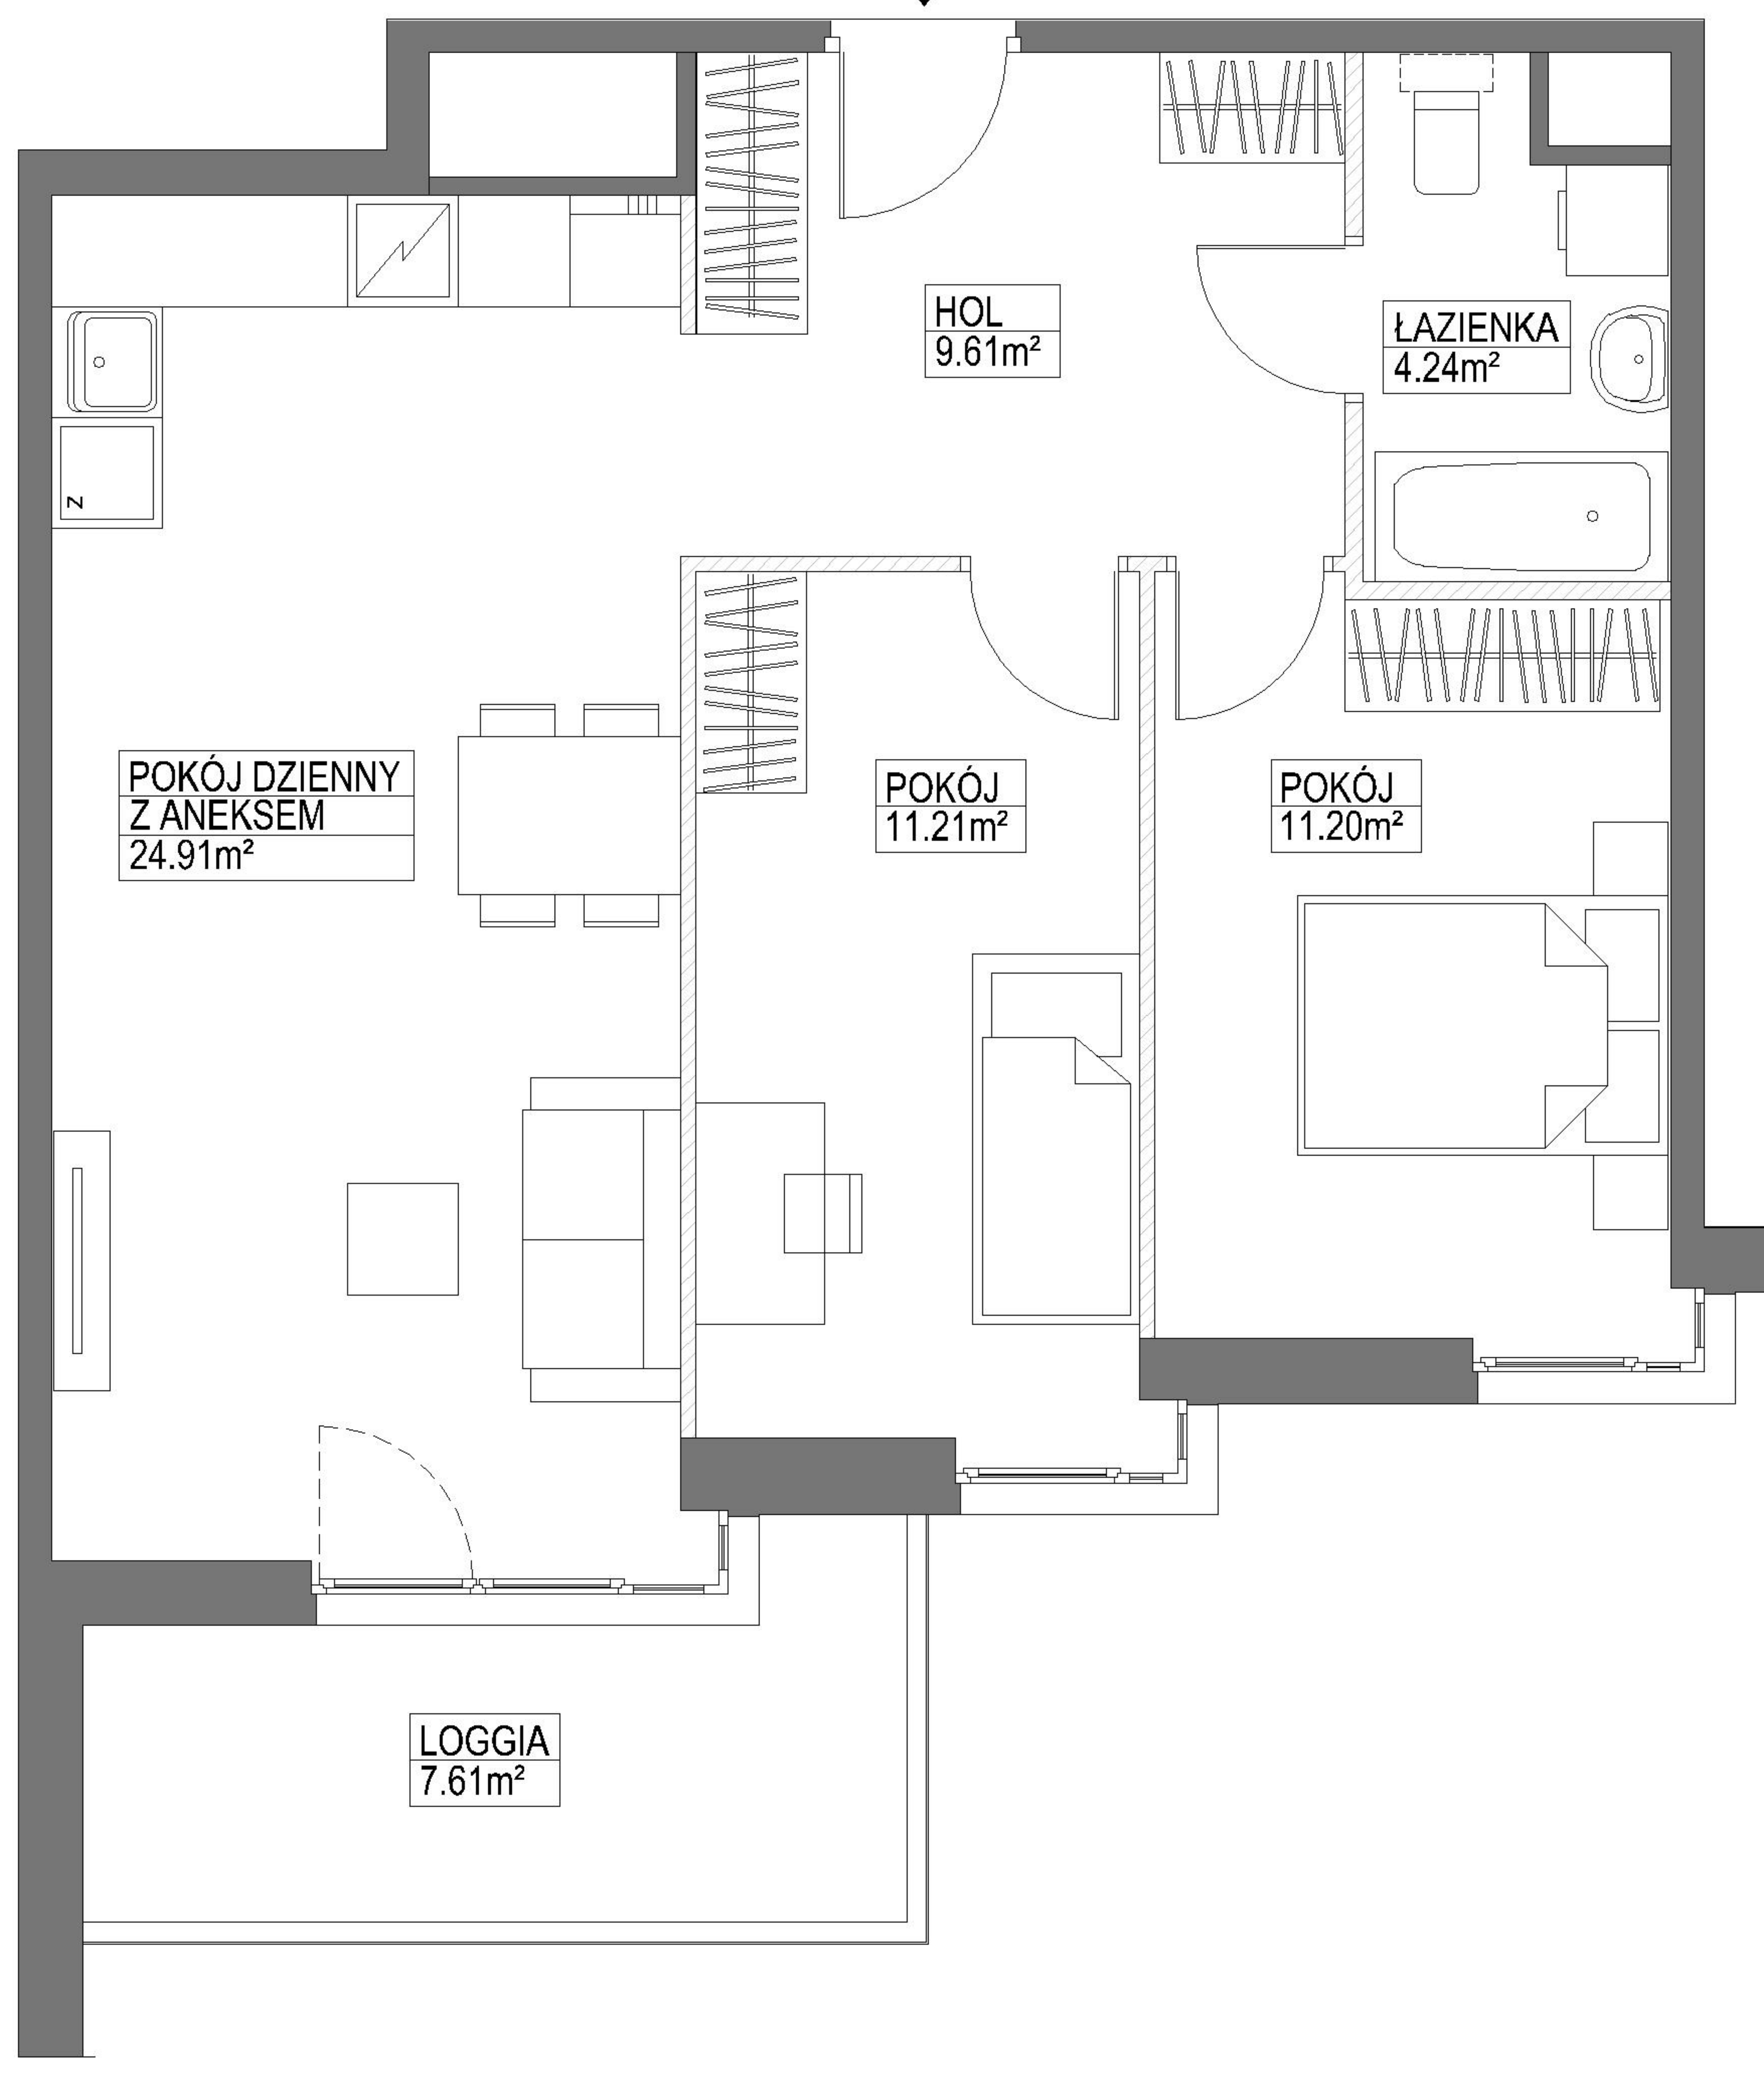 HOL
9.61m²
ŁAZIENKA
4.24m²
Z
POKÓJ DZIENNY
Z ANEKSEM
24.91m²
POKÓJ
11.21m²
POKÓJ
11.20m²
LOGGIA
7.61m²